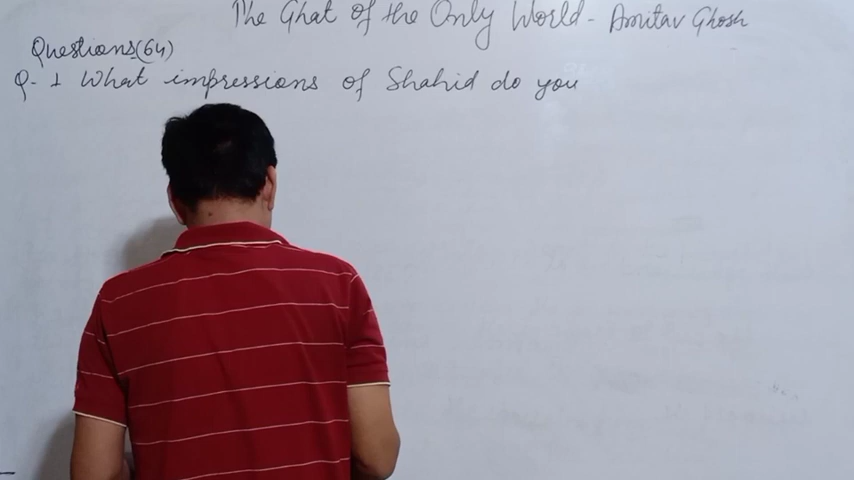 The Ghat of the Only World - Amitav Ghosh
Questions:(64)
Q. 1 What impressions of Shahid do you